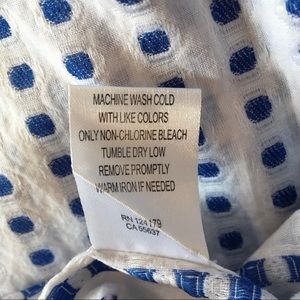 MACHINE WASH COLD
WITH LIKE COLORS
ONLY NON-CHLORINE BLEACH
TUMBLE DRY LOW
REMOVE PROMPTLY
WARM IRON IF NEEDED
RN 124179
CA 55637